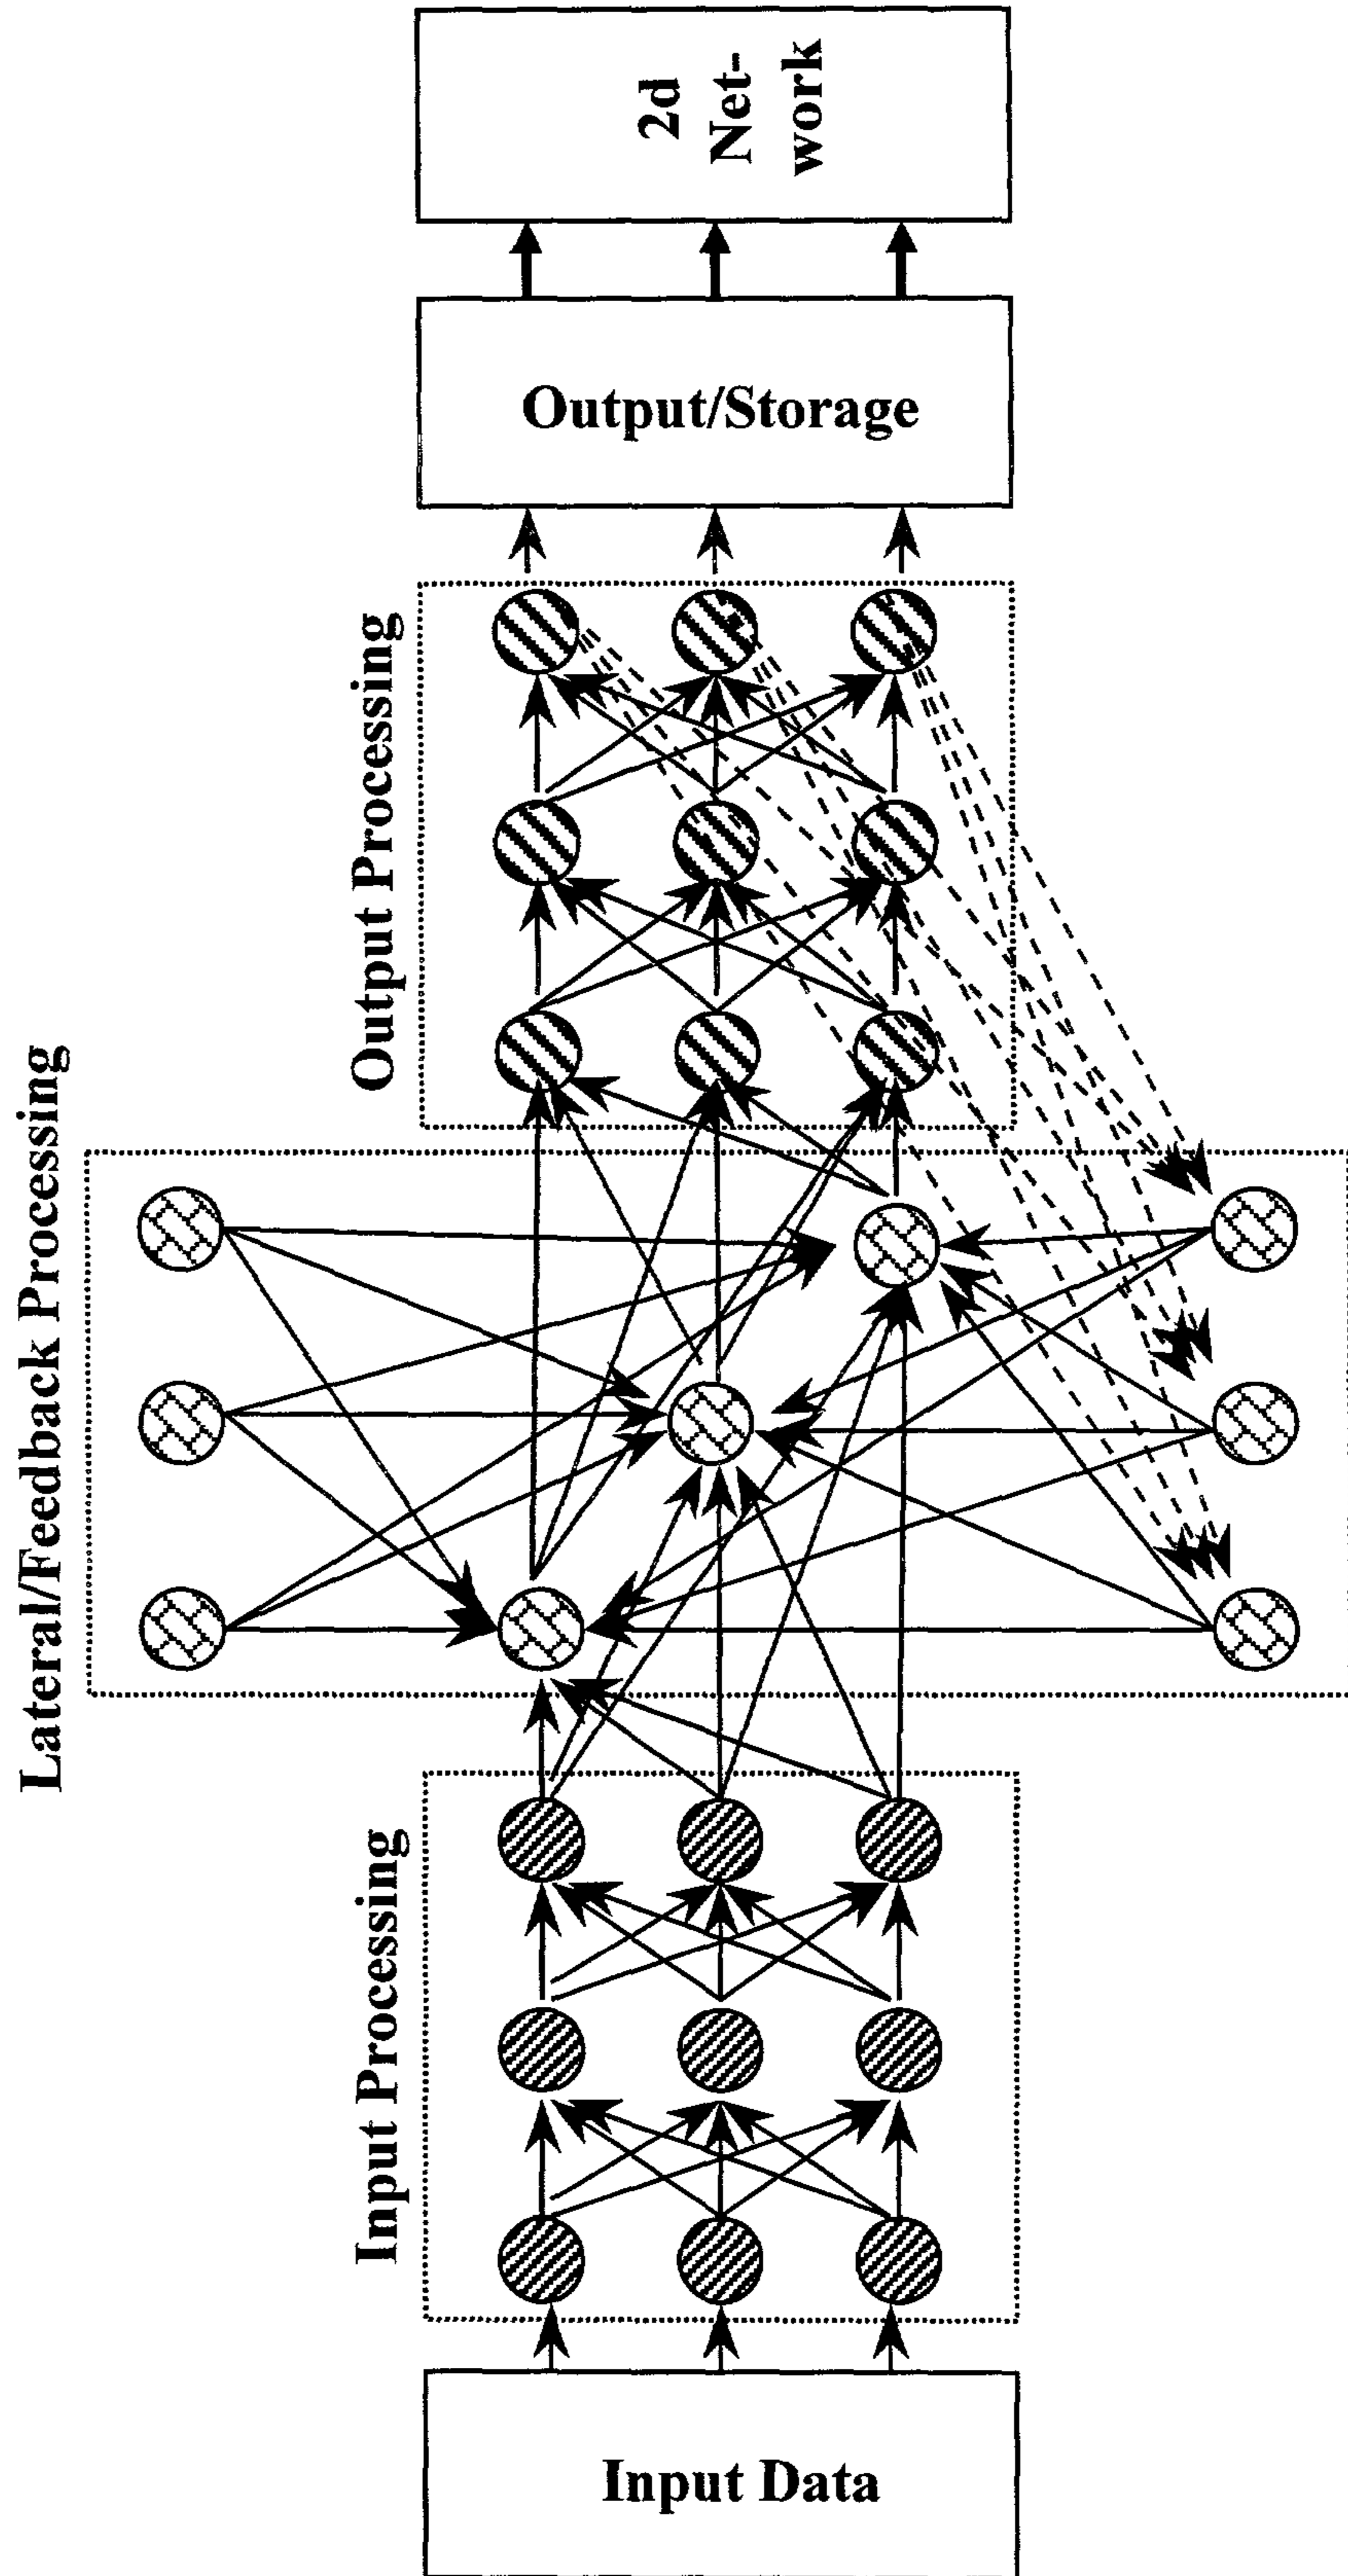 2d
Net-
work
Output/Storage
Output Processing
Lateral/Feedback Processing
Input Processing
Input Data